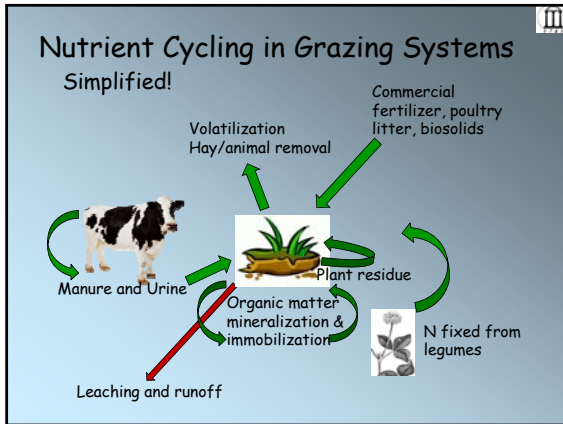 Nutrient Cycling in Grazing Systems
Simplified!
Commercial
fertilizer, poultry
litter, biosolids
Volatilization
Hay/animal removal
Manure and Urine
Plant residue
Organic matter
mineralization &
immobilization
N fixed from
legumes
Leaching and runoff